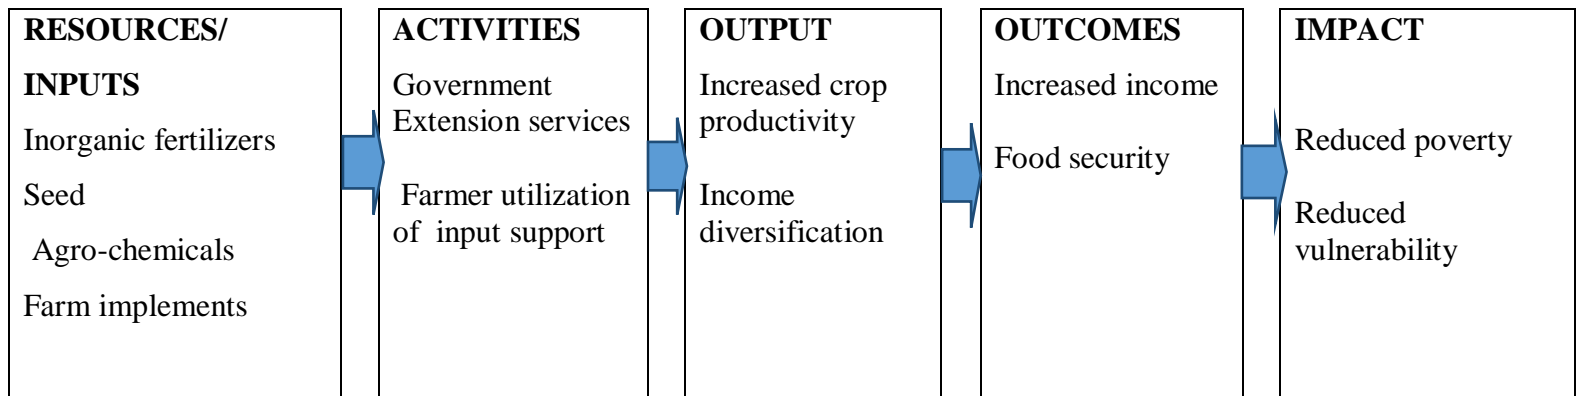 RESOURCES/
INPUTS
Inorganic fertilizers
Seed
Agro-chemicals
Farm implements
ACTIVITIES
Government
Extension services
Farmer utilization
of input support
OUTPUT
Increased crop
productivity
Income
diversification
OUTCOMES
Increased income
Food security
IMPACT
Reduced poverty
Reduced
vulnerability